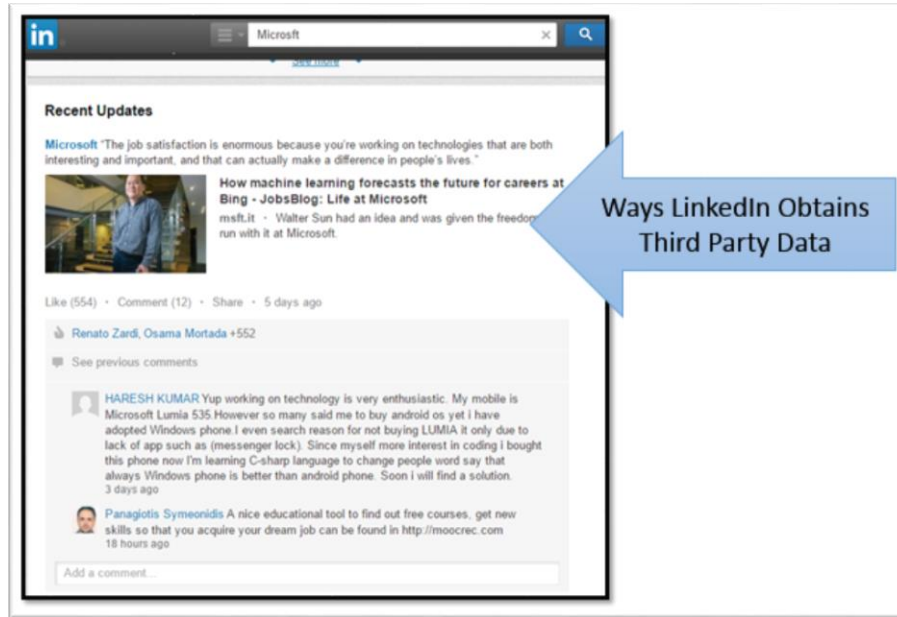 in
Microsft
See more
Recent Updates
Microsoft "The job satisfaction is enormous because you're working on technologies that are both
interesting and important, and that can actually make a difference in people's lives."
How machine learning forecasts the future for careers at
Bing - JobsBlog: Life at Microsoft
msft.it · Walter Sun had an idea and was given the freedom
run with it at Microsoft.
Like (554) · Comment (12) · Share · 5 days ago
Renato Zardi, Osama Mortada +552
See previous comments
HARESH KUMAR Yup working on technology is very enthusiastic. My mobile is
Microsoft Lumia 535.However so many said me to buy android os yet i have
adopted Windows phone.I even search reason for not buying LUMIA it only due to
lack of app such as (messenger lock). Since myself more interest in coding i bought
this phone now I'm learning C-sharp language to change people word say that
always Windows phone is better than android phone. Soon i will find a solution.
3 days ago
Panagiotis Symeonidis A nice educational tool to find out free courses, get new
skills so that you acquire your dream job can be found in http://moocrec.com
18 hours ago
Add a comment...
Ways LinkedIn Obtains
Third Party Data